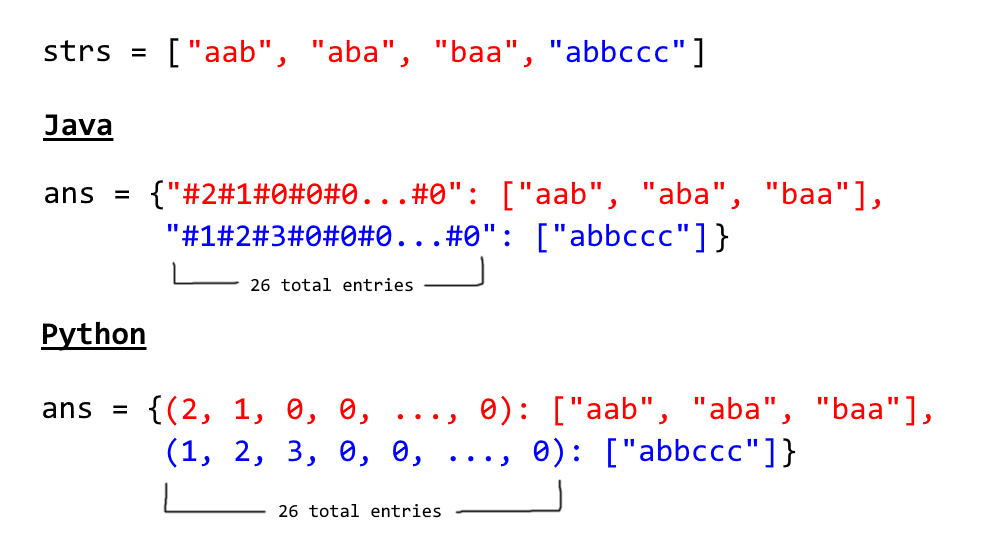 strs = ["aab", "aba", "baa", "abbccc"]
Java
ans = {"#2#1#0#0#0...#0": ["aab", "aba", "baa"],
"#1#2#3#0#0#0...#0": ["abbccc"]}
26 total entries
Python
ans = {(2, 1, 0, 0, ..., 0): ["aab", "aba", "baa"],
(1, 2, 3, 0, 0, ..., 0): ["abbccc"]}
26 total entries